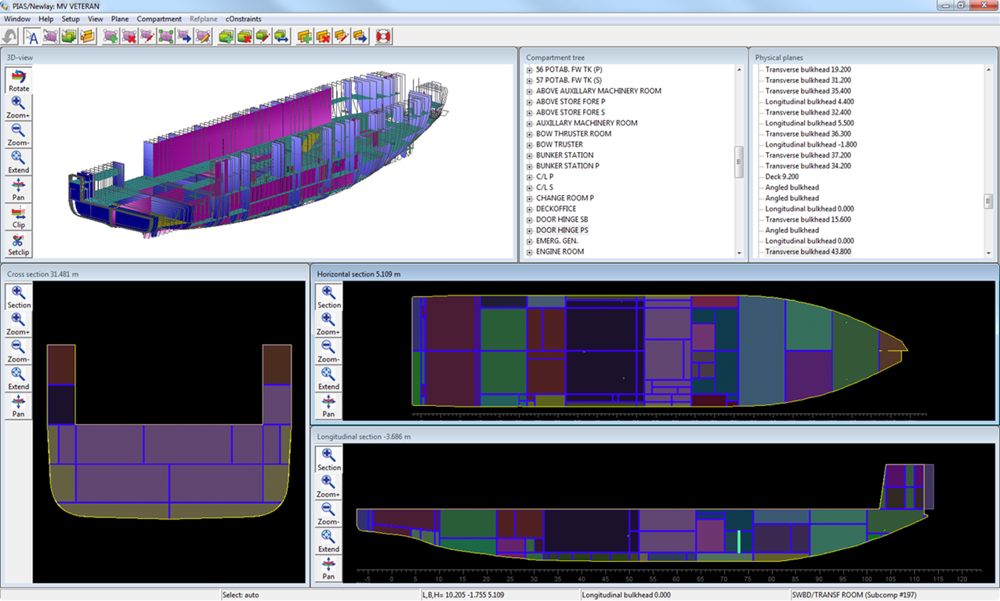 PIAS/Newlay: MV VETERAN
Window Help Setup View Plane Compartment Refplane cOnstraints
3D-view
Rotate
Zoom+
Zoom-
Extend
Pan
Clip
Setclip
Compartment tree
56 POTAB. FW TK (P)
57 POTAB. FW TK (S)
ABOVE AUXILLARY MACHINERY ROOM
ABOVE STORE FORE P
ABOVE STORE FORE S
AUXILLARY MACHINERY ROOM
BOW THRUSTER ROOM
BOW TRUSTER
BUNKER STATION
BUNKER STATION P
C/L P
C/L S
CHANGE ROOM P
DECKOFFICE
DOOR HINGE SB
DOOR HINGE PS
EMERG. GEN.
ENGINE ROOM
Physical planes
Transverse bulkhead 19.200
Transverse bulkhead 31.200
Transverse bulkhead 35.400
Longitudinal bulkhead 4.400
Transverse bulkhead 32.400
Longitudinal bulkhead 5.500
Transverse bulkhead 36.300
Longitudinal bulkhead -1.800
Transverse bulkhead 37.200
Transverse bulkhead 34.200
Deck 9.200
Angled bulkhead
Angled bulkhead
Longitudinal bulkhead 0.000
Transverse bulkhead 15.600
Angled bulkhead
Longitudinal bulkhead 0.000
Transverse bulkhead 43.800
Cross section 31.481 m
Section
Zoom+
Zoom-
Extend
Pan
Horizontal section 5.109 m
Section
Zoom+
Zoom-
Extend
Pan
Longitudinal section -3.686 m
Section
Zoom+
Zoom-
Extend
Pan
-5 0 5 10 15 20 25 30 35 40 45 50 55 60 65 70 75 80 85 90 95 100 105 110 115 120
Select: auto
L,B,H= 10.205 -1.755 5.109
Longitudinal bulkhead 0.000
SWBD/TRANSF ROOM (Subcomp #197)